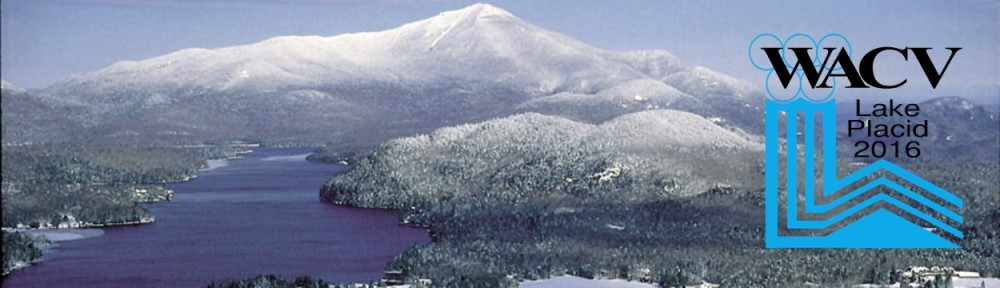 WACV
Lake
Placid
2016